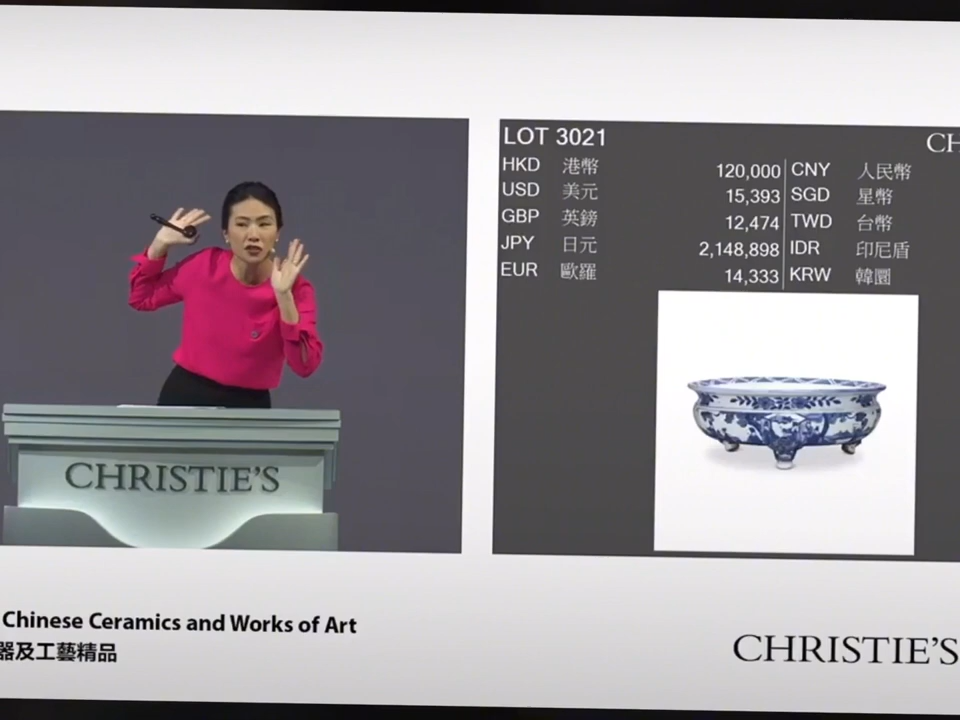 LOT 3021
CH
HKD 港幣 120,000 CNY 人民幣
USD 美元 15,393 SGD 星幣
GBP 英鎊 12,474 TWD 台幣
JPY 日元 2,148,898 IDR 印尼盾
EUR 歐羅 14,333 KRW 韓圜
CHRISTIE'S
Chinese Ceramics and Works of Art
器及工藝精品
CHRISTIE'S